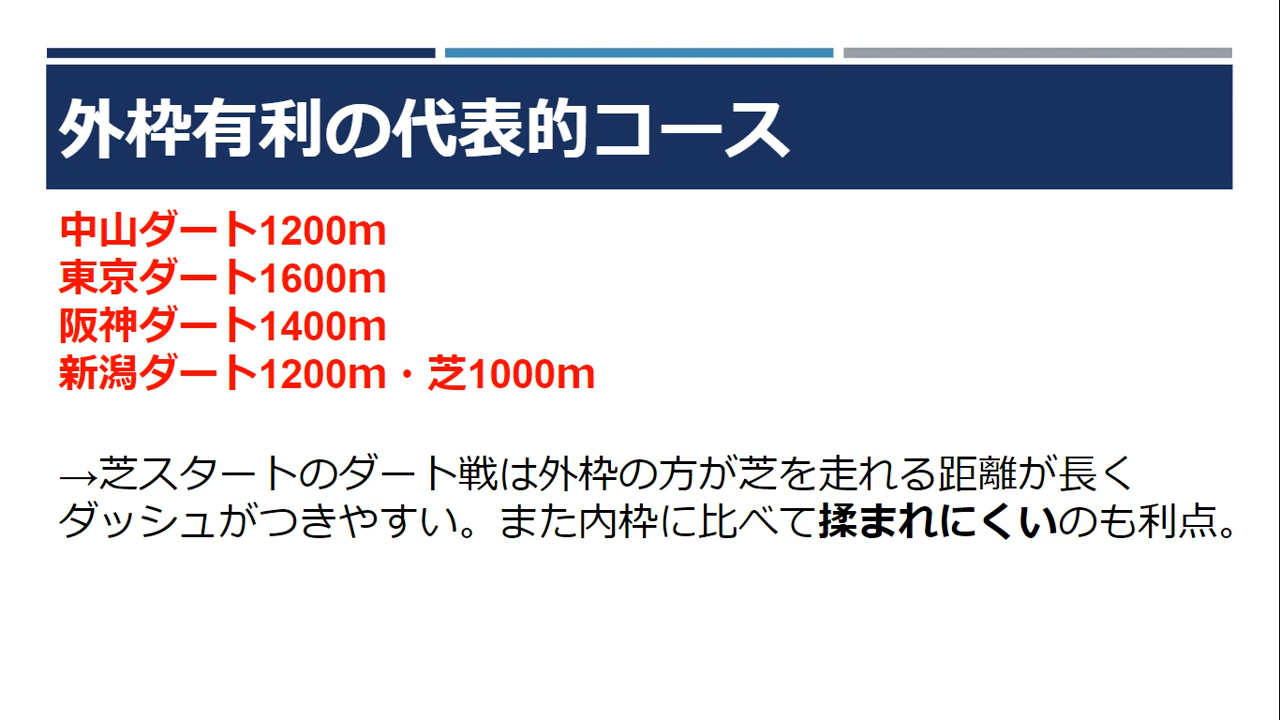 外枠有利の代表的コース
中山ダート1200ｍ
東京ダート1600ｍ
阪神ダート1400ｍ
新潟ダート1200ｍ・芝1000ｍ
→芝スタートのダート戦は外枠の方が芝を走れる距離が長く
ダッシュがつきやすい。また内枠に比べて揉まれにくいのも利点。